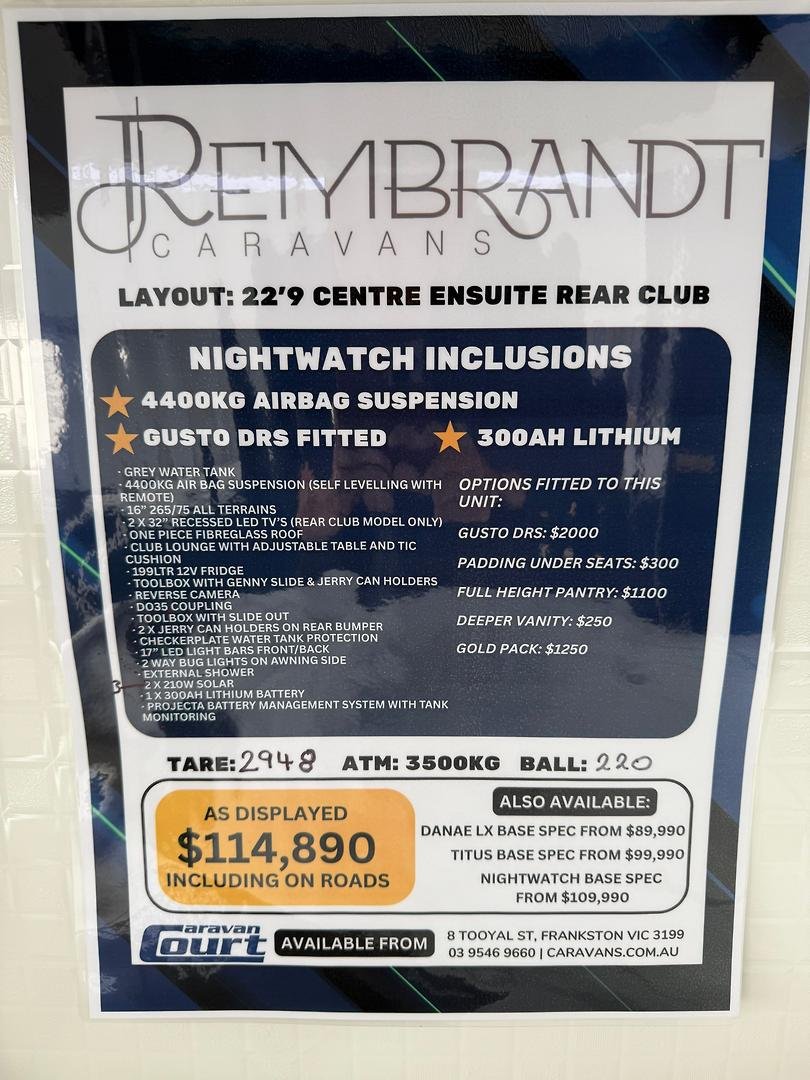 REMBRANDT
CARAVANS
LAYOUT: 22'9 CENTRE ENSUITE REAR CLUB
NIGHTWATCH INCLUSIONS
4400KG AIRBAG SUSPENSION
GUSTO DRS FITTED
300AH LITHIUM
· GREY WATER TANK
· 4400KG AIR BAG SUSPENSION (SELF LEVELLING WITH
REMOTE)
· 16" 265/75 ALL TERRAINS
· 2 X 32" RECESSED LED TV'S (REAR CLUB MODEL ONLY)
· ONE PIECE FIBREGLASS ROOF
· CLUB LOUNGE WITH ADJUSTABLE TABLE AND TIC
CUSHION
· 199LTR 12V FRIDGE
· TOOLBOX WITH GENNY SLIDE & JERRY CAN HOLDERS
· REVERSE CAMERA
· DO35 COUPLING
· TOOLBOX WITH SLIDE OUT
· 2 X JERRY CAN HOLDERS ON REAR BUMPER
· CHECKERPLATE WATER TANK PROTECTION
· 17" LED LIGHT BARS FRONT/BACK
· 2 WAY BUG LIGHTS ON AWNING SIDE
· EXTERNAL SHOWER
3 2 X 210W SOLAR
· 1 X 300AH LITHIUM BATTERY
· PROJECTA BATTERY MANAGEMENT SYSTEM WITH TANK
MONITORING
OPTIONS FITTED TO THIS
UNIT:
GUSTO DRS: $2000
PADDING UNDER SEATS: $300
FULL HEIGHT PANTRY: $1100
DEEPER VANITY: $250
GOLD PACK: $1250
TARE: 2948 ATM: 3500KG BALL: 220
AS DISPLAYED
$114,890
INCLUDING ON ROADS
ALSO AVAILABLE:
DANAE LX BASE SPEC FROM $89,990
TITUS BASE SPEC FROM $99,990
NIGHTWATCH BASE SPEC
FROM $109,990
Caravan
Court
AVAILABLE FROM
8 TOOYAL ST, FRANKSTON VIC 3199
03 9546 9660 | CARAVANS.COM.AU